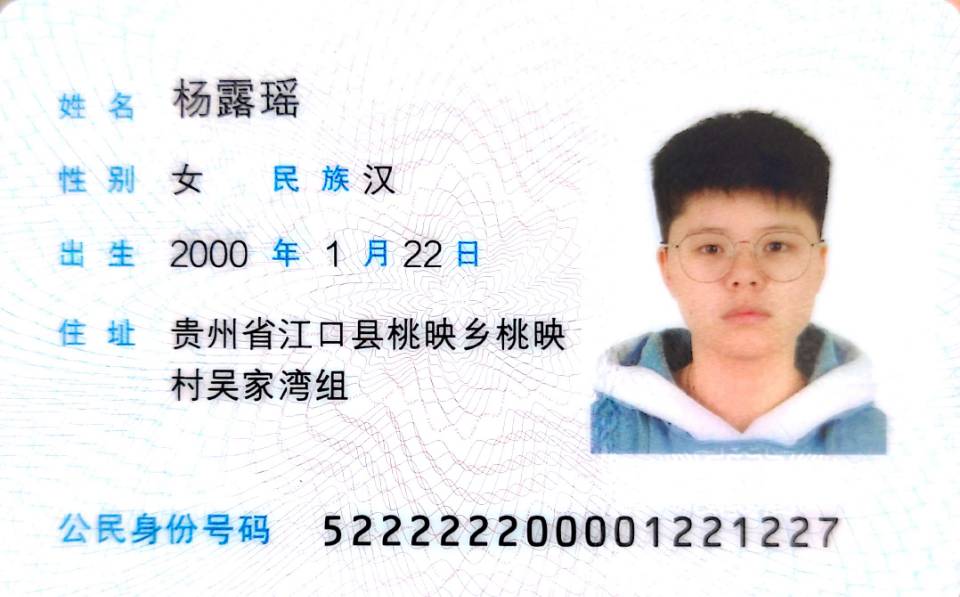 姓名 杨露瑶
性别 女 民族 汉
出生 2000 年 1 月 22 日
住址 贵州省江口县桃映乡桃映
村吴家湾组
公民身份号码 522222200001221227